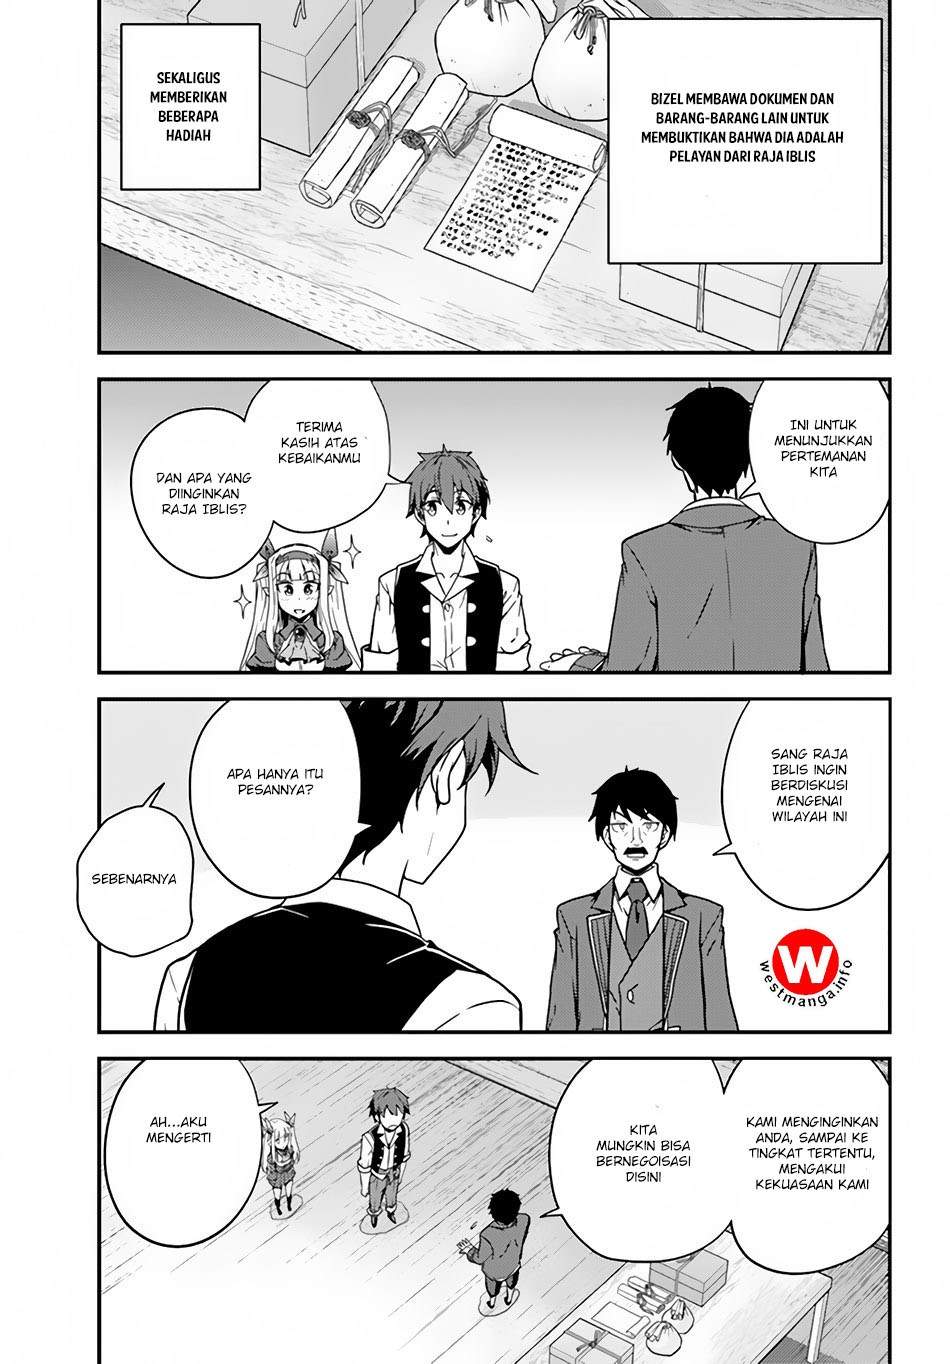 BIZEL MEMBAWA DOKUMEN DAN
BARANG-BARANG LAIN UNTUK
MEMBUKTIKAN BAHWA DIA ADALAH
PELAYAN DARI RAJA IBLIS
SEKALIGUS
MEMBERIKAN
BEBERAPA
HADIAH
INI UNTUK
MENUNJUKKAN
PERTEMANAN
KITA
TERIMA
KASIH ATAS
KEBAIKANMU
DAN APA YANG
DIINGINKAN
RAJA IBLIS?
SANG RAJA
IBLIS INGIN
BERDISKUSI
MENGENAI
WILAYAH INI
APA HANYA ITU
PESANNYA?
SEBENARNYA
W
westmanga.info
KAMI MENGINGINKAN
ANDA, SAMPAI KE
TINGKAT TERTENTU,
MENGAKUI
KEKUASAAN KAMI
KITA
MUNGKIN BISA
BERNEGOISASI
DISINI
AH...AKU
MENGERTI